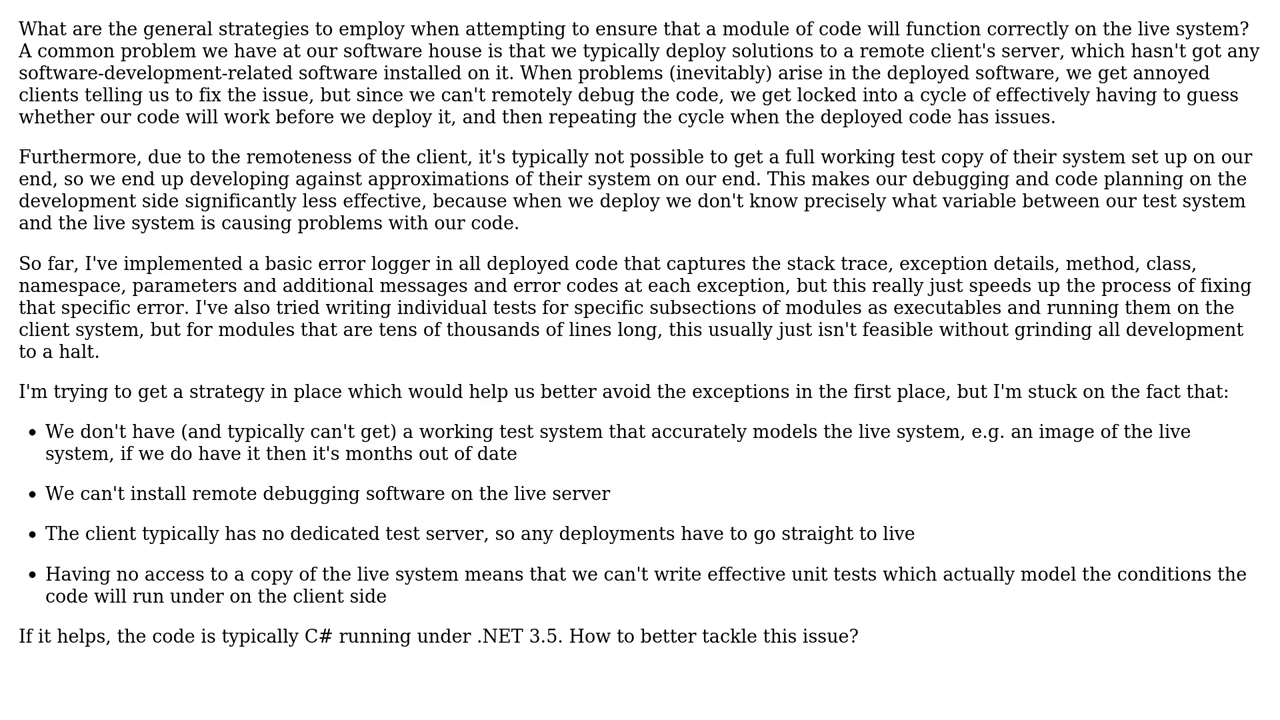 What are the general strategies to employ when attempting to ensure that a module of code will function correctly on the live system?
A common problem we have at our software house is that we typically deploy solutions to a remote client's server, which hasn't got any
software-development-related software installed on it. When problems (inevitably) arise in the deployed software, we get annoyed
clients telling us to fix the issue, but since we can't remotely debug the code, we get locked into a cycle of effectively having to guess
whether our code will work before we deploy it, and then repeating the cycle when the deployed code has issues.
Furthermore, due to the remoteness of the client, it's typically not possible to get a full working test copy of their system set up on our
end, so we end up developing against approximations of their system on our end. This makes our debugging and code planning on the
development side significantly less effective, because when we deploy we don't know precisely what variable between our test system
and the live system is causing problems with our code.
So far, I've implemented a basic error logger in all deployed code that captures the stack trace, exception details, method, class,
namespace, parameters and additional messages and error codes at each exception, but this really just speeds up the process of fixing
that specific error. I've also tried writing individual tests for specific subsections of modules as executables and running them on the
client system, but for modules that are tens of thousands of lines long, this usually just isn't feasible without grinding all development
to a halt.
I'm trying to get a strategy in place which would help us better avoid the exceptions in the first place, but I'm stuck on the fact that:
• We don't have (and typically can't get) a working test system that accurately models the live system, e.g. an image of the live
system, if we do have it then it's months out of date
• We can't install remote debugging software on the live server
• The client typically has no dedicated test server, so any deployments have to go straight to live
• Having no access to a copy of the live system means that we can't write effective unit tests which actually model the conditions the
code will run under on the client side
If it helps, the code is typically C# running under .NET 3.5. How to better tackle this issue?